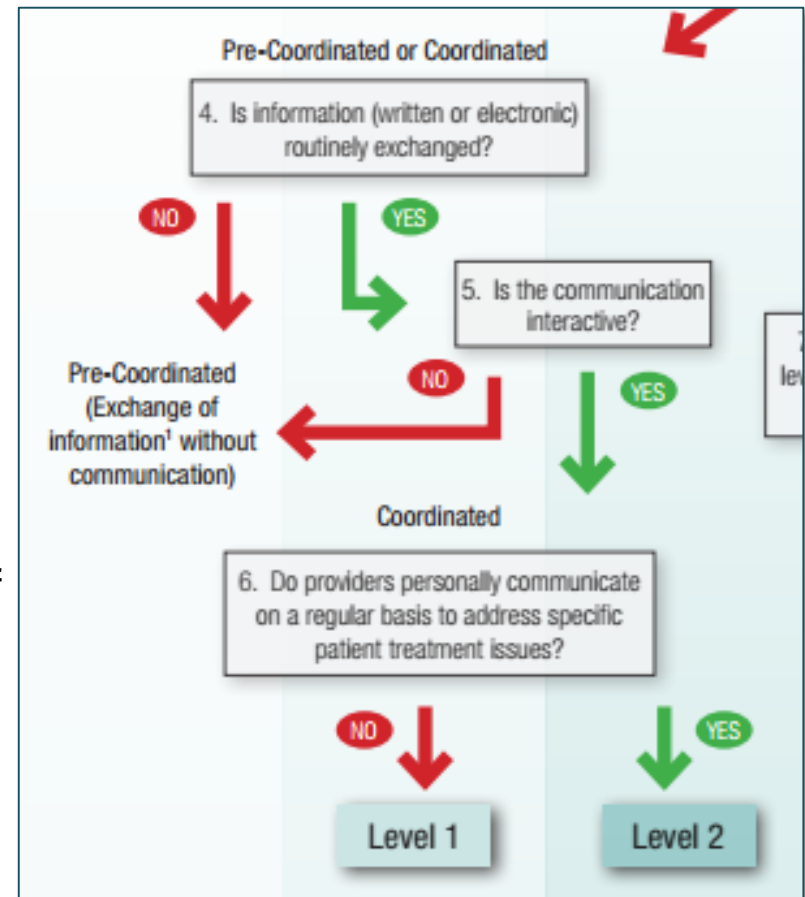 Pre-Coordinated or Coordinated
4. Is information (written or electronic)
routinely exchanged?
NO
YES
5. Is the communication
interactive?
NO
YES
Pre-Coordinated
(Exchange of
information¹ without
communication)
Coordinated
6. Do providers personally communicate
on a regular basis to address specific
patient treatment issues?
NO
YES
Level 1
Level 2